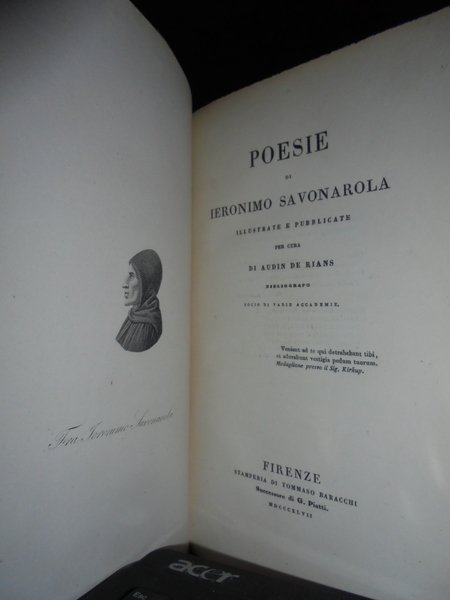 Fra Ieronimo Savonarola
POESIE
DI
IERONIMO SAVONAROLA
ILLUSTRATE E PUBBLICATE
PER CURA
DI AUDIN DE RIANS
BIBLIOGRAFO
SOCIO DI VARIE ACCADEMIE,
Venient ad te qui detrahebant tibi,
et adorabunt vestigia pedum tuorum.
Medaglione presso il Sig. Kirkup.
FIRENZE
STAMPERIA DI TOMMASO BARACCHI
Successore di G. Piatti.
MDCCCXLVII
acer
Esc